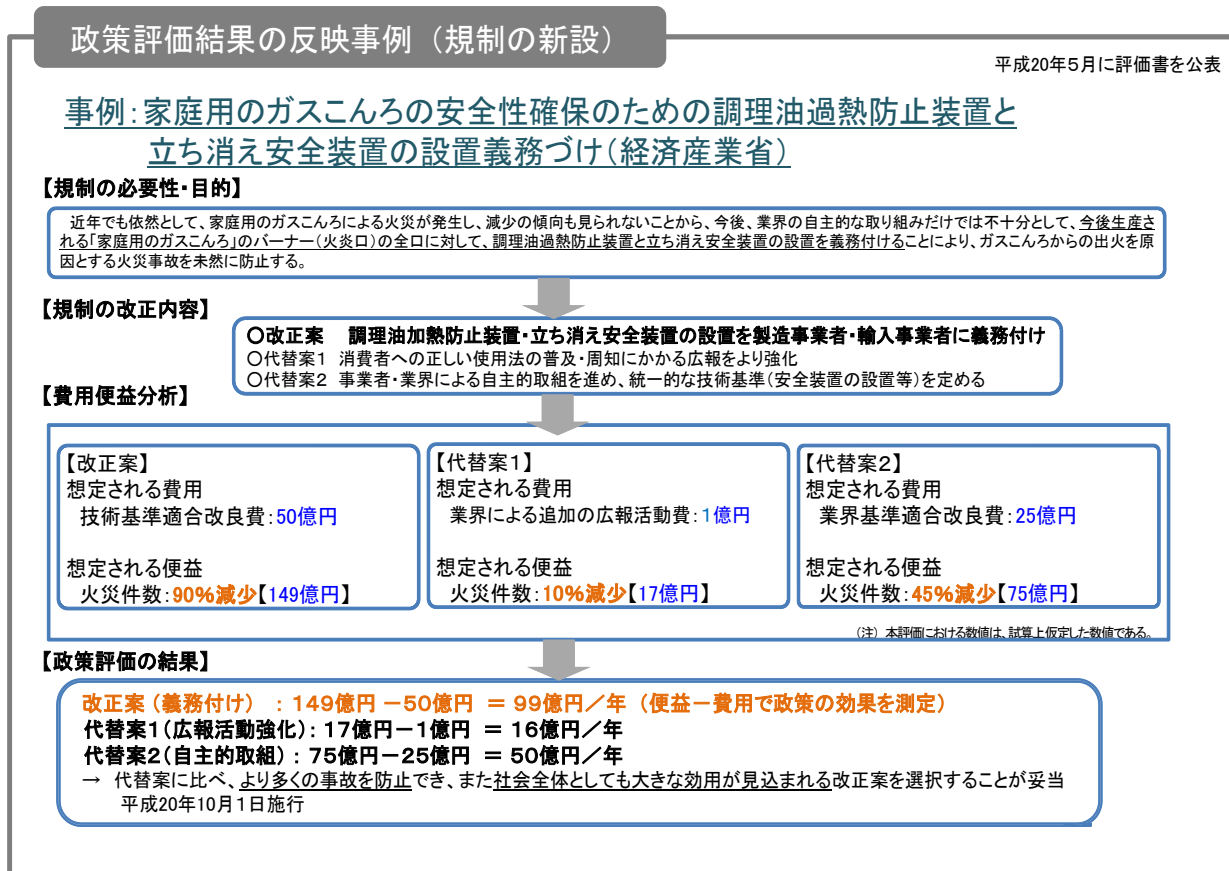 政策評価結果の反映事例（規制の新設）
平成20年5月に評価書を公表
事例：家庭用のガスこんろの安全性確保のための調理油過熱防止装置と
立ち消え安全装置の設置義務づけ（経済産業省）
【規制の必要性・目的】
近年でも依然として、家庭用のガスこんろによる火災が発生し、減少の傾向も見られないことから、今後、業界の自主的な取り組みだけでは不十分として、今後生産さ
れる「家庭用のガスこんろ」のバーナー（火炎口）の全口に対して、調理油過熱防止装置と立ち消え安全装置の設置を義務付けることにより、ガスこんろからの出火を原
因とする火災事故を未然に防止する。
【規制の改正内容】
○改正案　調理油加熱防止装置・立ち消え安全装置の設置を製造事業者・輸入事業者に義務付け
○代替案1　消費者への正しい使用法の普及・周知にかかる広報をより強化
○代替案2　事業者・業界による自主的取組を進め、統一的な技術基準（安全装置の設置等）を定める
【費用便益分析】
【改正案】
想定される費用
技術基準適合改良費：50億円
想定される便益
火災件数：90％減少【149億円】
【代替案1】
想定される費用
業界による追加の広報活動費：1億円
想定される便益
火災件数：10％減少【17億円】
【代替案2】
想定される費用
業界基準適合改良費：25億円
想定される便益
火災件数：45％減少【75億円】
（注）本評価における数値は、試算上仮定した数値である。
【政策評価の結果】
改正案（義務付け）：149億円－50億円 ＝ 99億円／年（便益－費用で政策の効果を測定）
代替案1（広報活動強化）：17億円－1億円 ＝ 16億円／年
代替案2（自主的取組）：75億円－25億円 ＝ 50億円／年
→ 代替案に比べ、より多くの事故を防止でき、また社会全体としても大きな効用が見込まれる改正案を選択することが妥当
平成20年10月1日施行